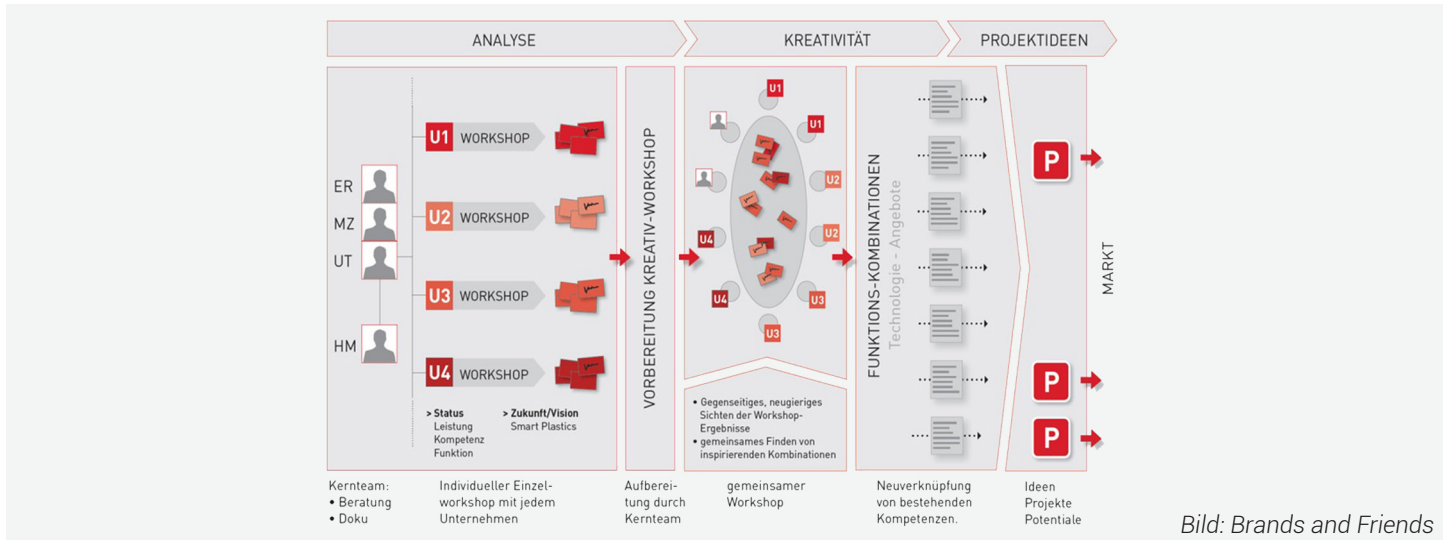 ANALYSE
KREATIVITÄT
PROJEKTIDEEN
ER
MZ
UT
HM
U1 WORKSHOP
U2 WORKSHOP
U3 WORKSHOP
U4 WORKSHOP
> Status
Leistung
Kompetenz
Funktion
> Zukunft/Vision
Smart Plastics
VORBEREITUNG KREATIV-WORKSHOP
U1
U1
U2
U2
U4
U4
U3
U3
• Gegenseitiges, neugieriges
Sichten der Workshop-
Ergebnisse
• gemeinsames Finden von
inspirierenden Kombinationen
FUNKTIONS-KOMBINATIONEN
Technologie - Angebote
P
P
P
MARKT
Kernteam:
• Beratung
• Doku
Individueller Einzel-
workshop mit jedem
Unternehmen
Aufberei-
tung durch
Kernteam
gemeinsamer
Workshop
Neuverknüpfung
von bestehenden
Kompetenzen.
Ideen
Projekte
Potentiale
Bild: Brands and Friends